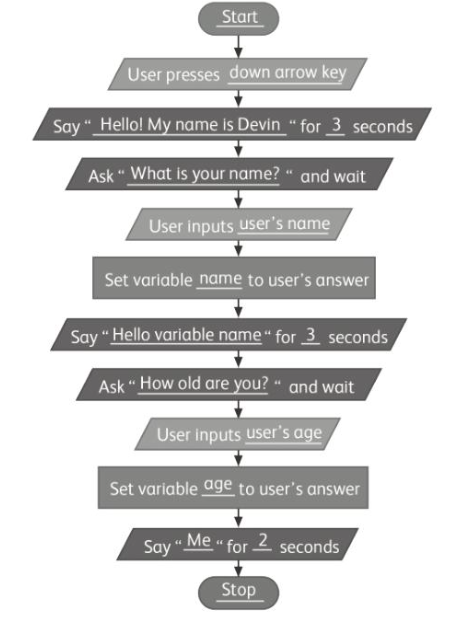 Start
User presses down arrow key
Say “ Hello! My name is Devin “ for 3 seconds
Ask “ What is your name? “ and wait
User inputs user's name
Set variable name to user's answer
Say “ Hello variable name “ for 3 seconds
Ask “ How old are you? “ and wait
User inputs user's age
Set variable age to user's answer
Say “ Me “ for 2 seconds
Stop